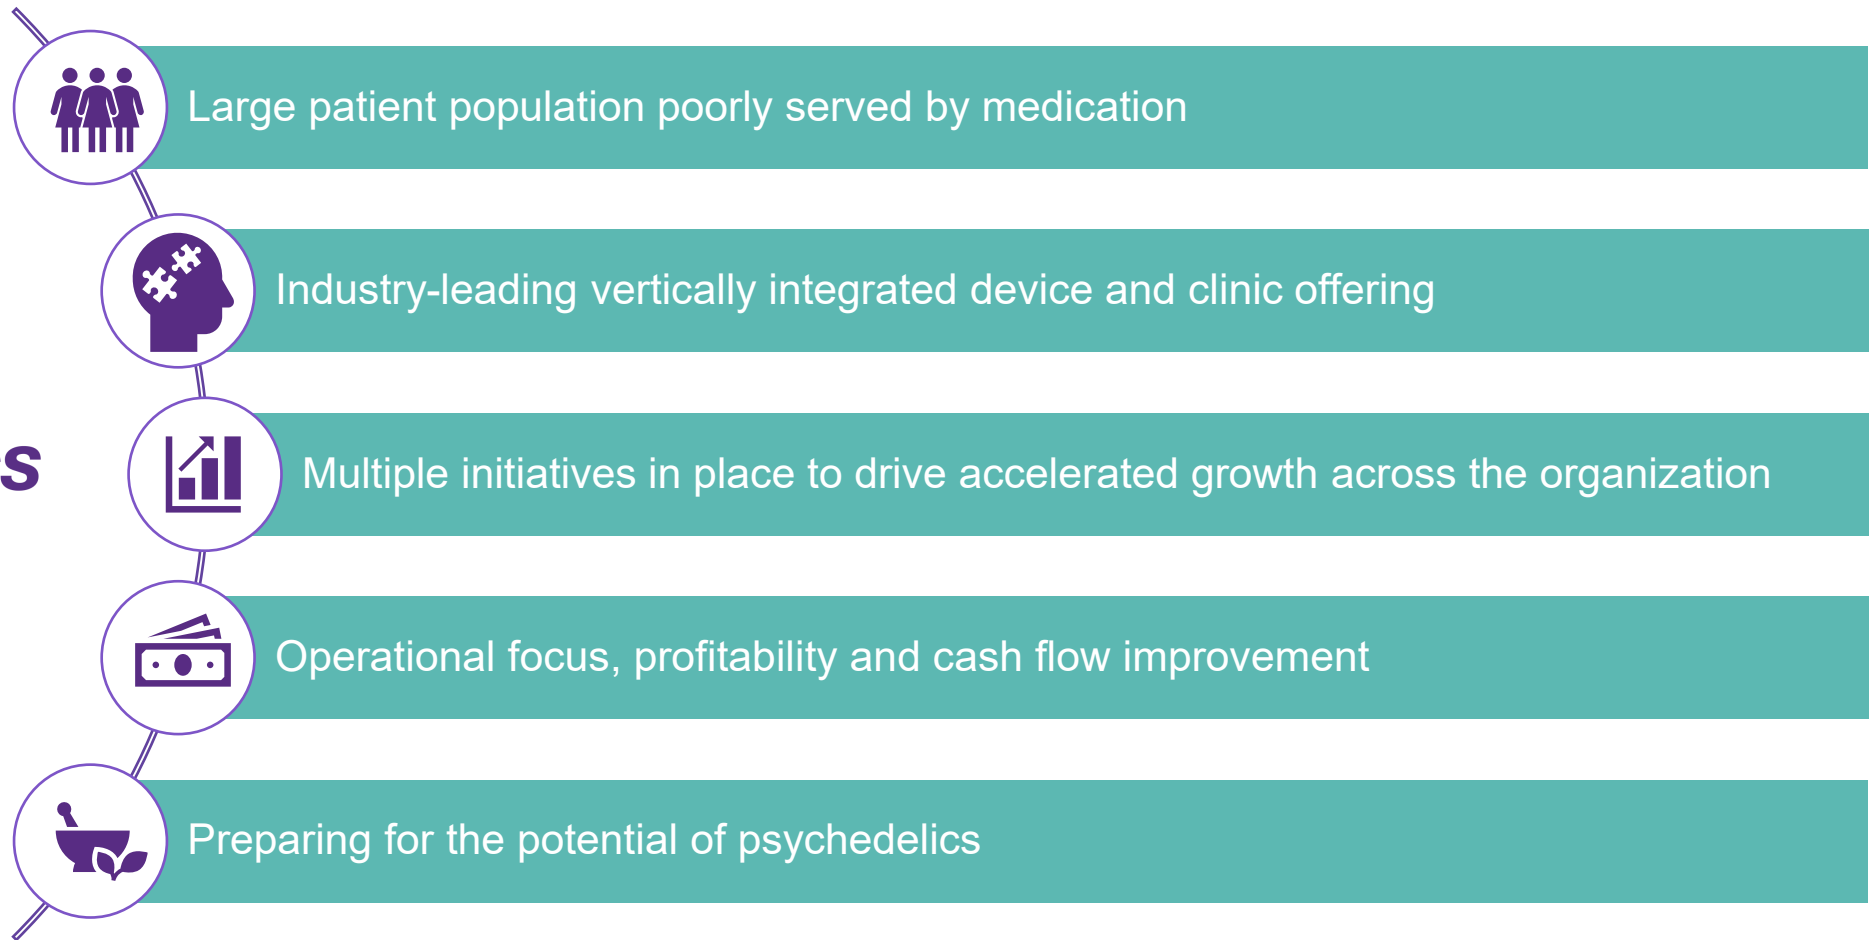 Large patient population poorly served by medication
Industry-leading vertically integrated device and clinic offering
Multiple initiatives in place to drive accelerated growth across the organization
Operational focus, profitability and cash flow improvement
Preparing for the potential of psychedelics